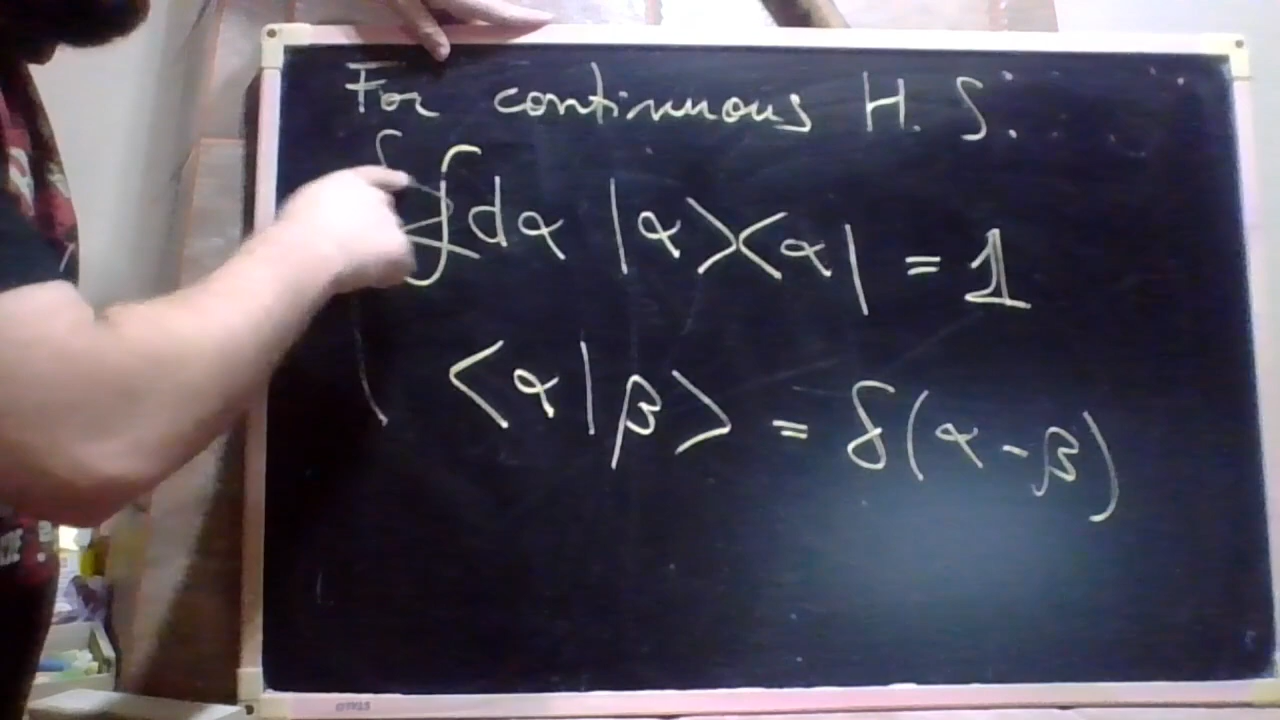 For continuous H. S.
∫ dα |α><α| = 1
<α|β> = δ(α-β)